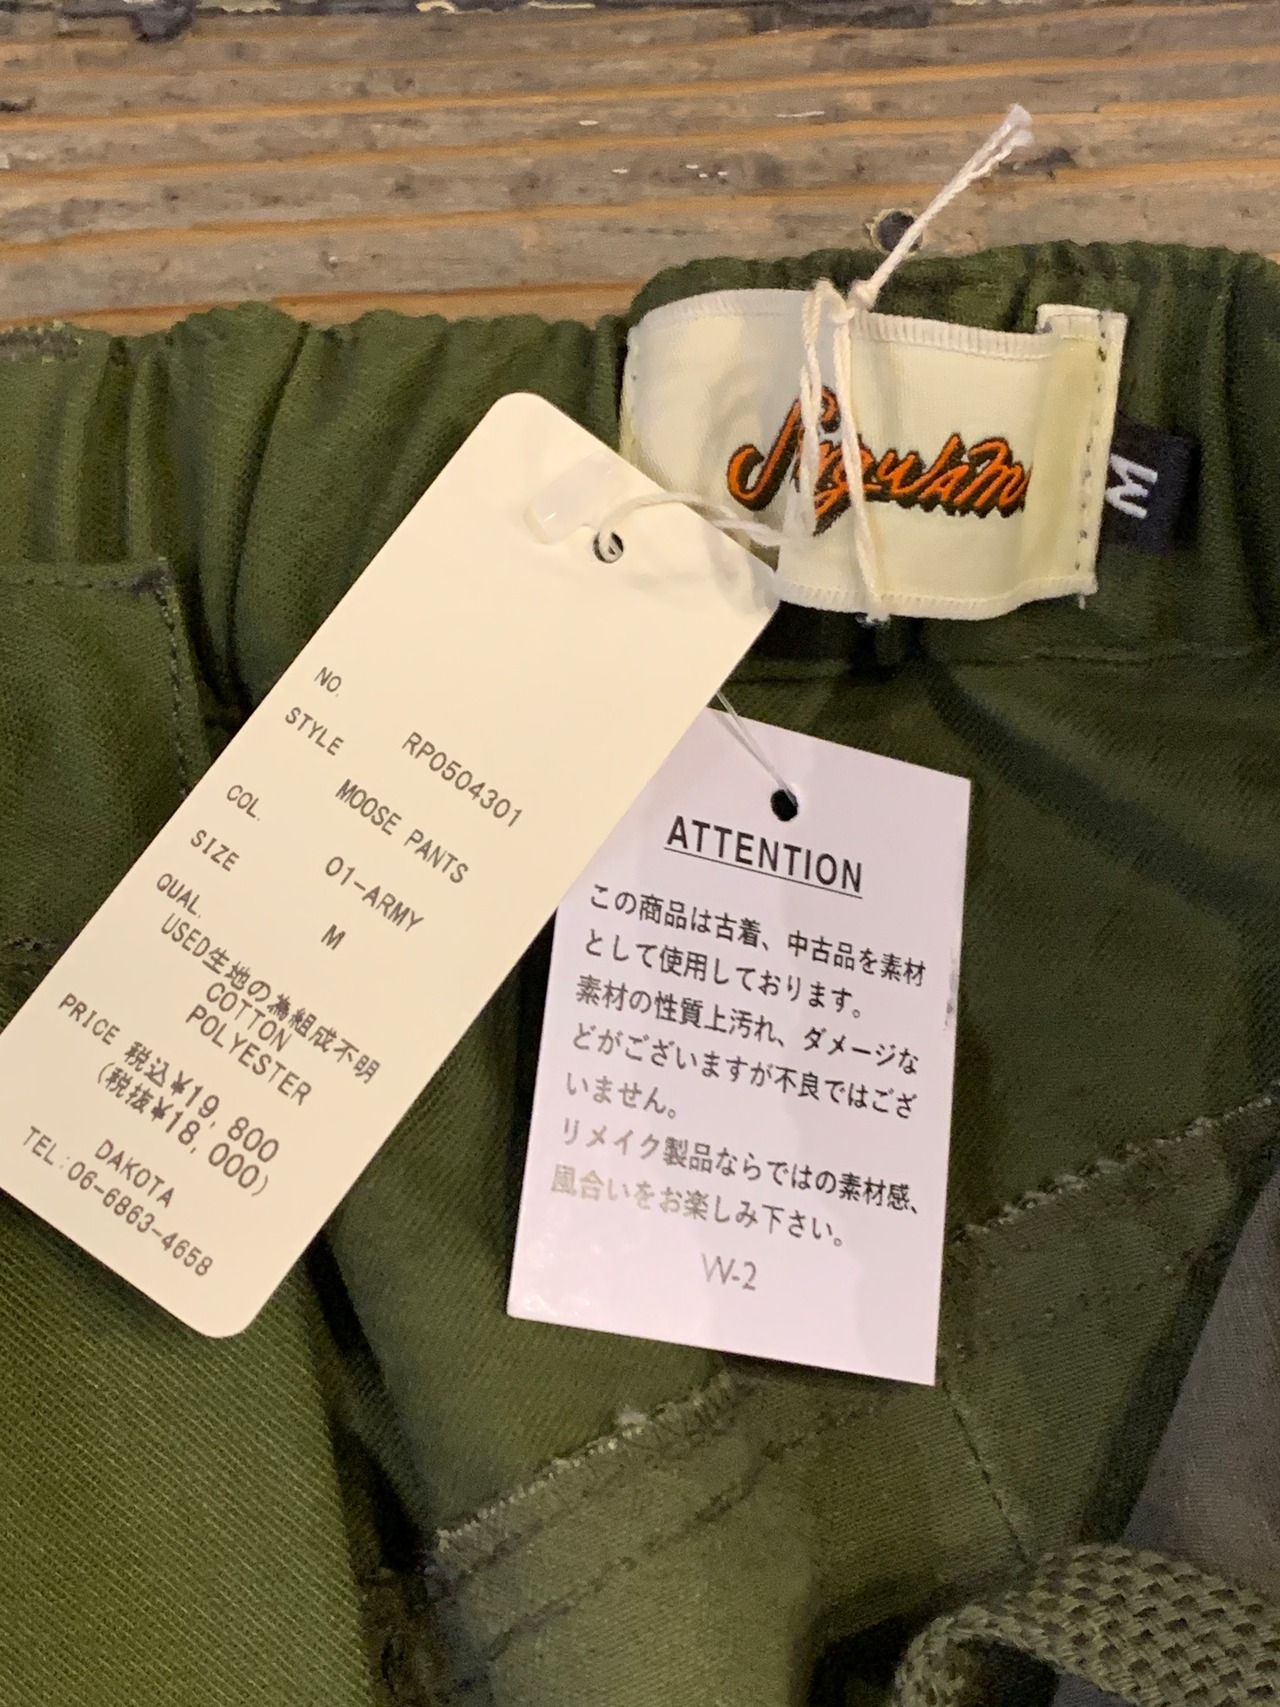 M
NO.
RP0504301
STYLE
MOOSE PANTS
COL.
01-ARMY
SIZE
M
QUAL.
USED生地の為組成不明
COTTON
POLYESTER
PRICE 税込¥19,800
(税抜¥18,000)
DAKOTA
TEL:06-6863-4658
ATTENTION
この商品は古着、中古品を素材
として使用しております。
素材の性質上汚れ、ダメージな
どがございますが不良ではござ
いません。
リメイク製品ならではの素材感、
風合いをお楽しみ下さい。
W-2